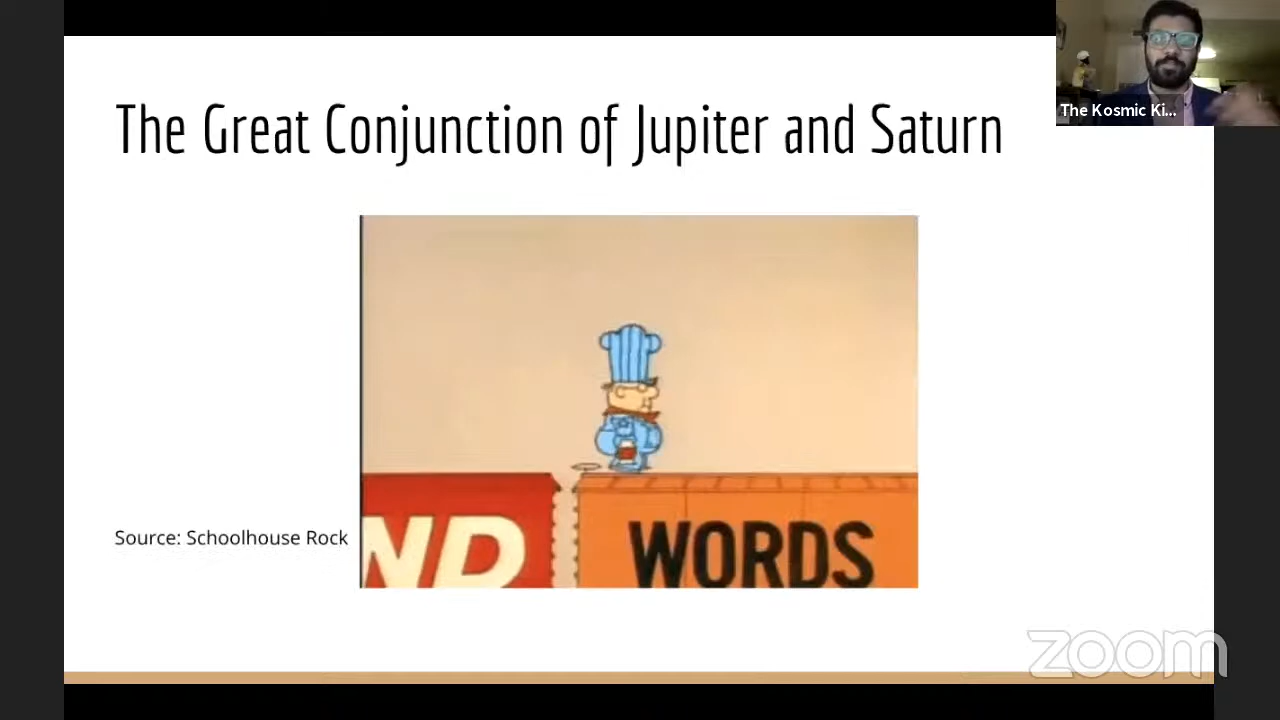 The Kosmic Ki...
The Great Conjunction of Jupiter and Saturn
ND
WORDS
Source: Schoolhouse Rock
zoom